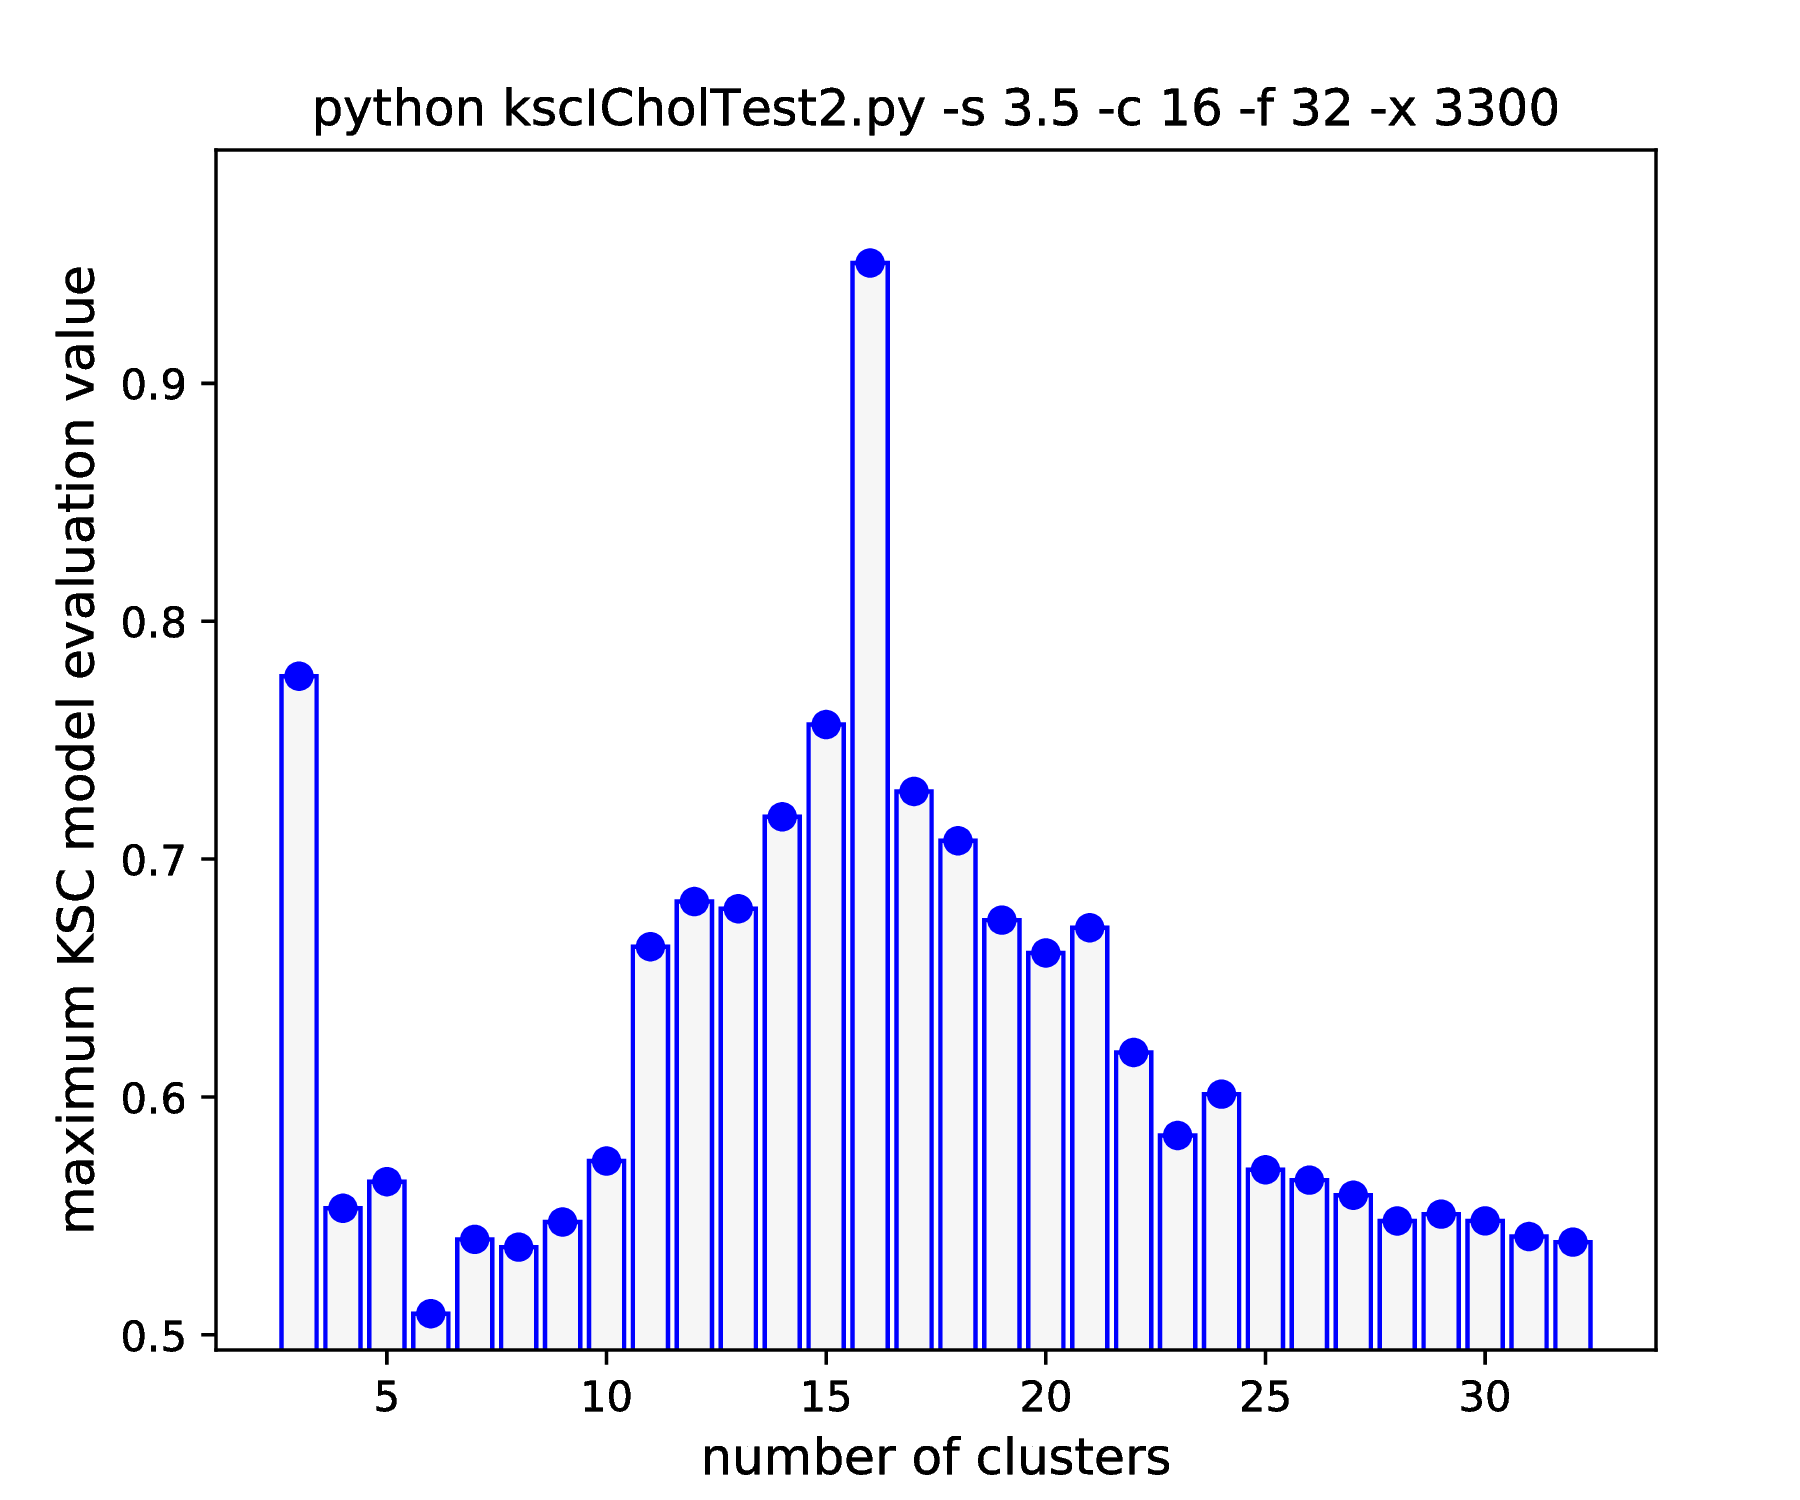 python kscICholTest2.py -s 3.5 -c 16 -f 32 -x 3300
maximum KSC model evaluation value
0.9
0.8
0.7
0.6
0.5
5 10 15 20 25 30
number of clusters